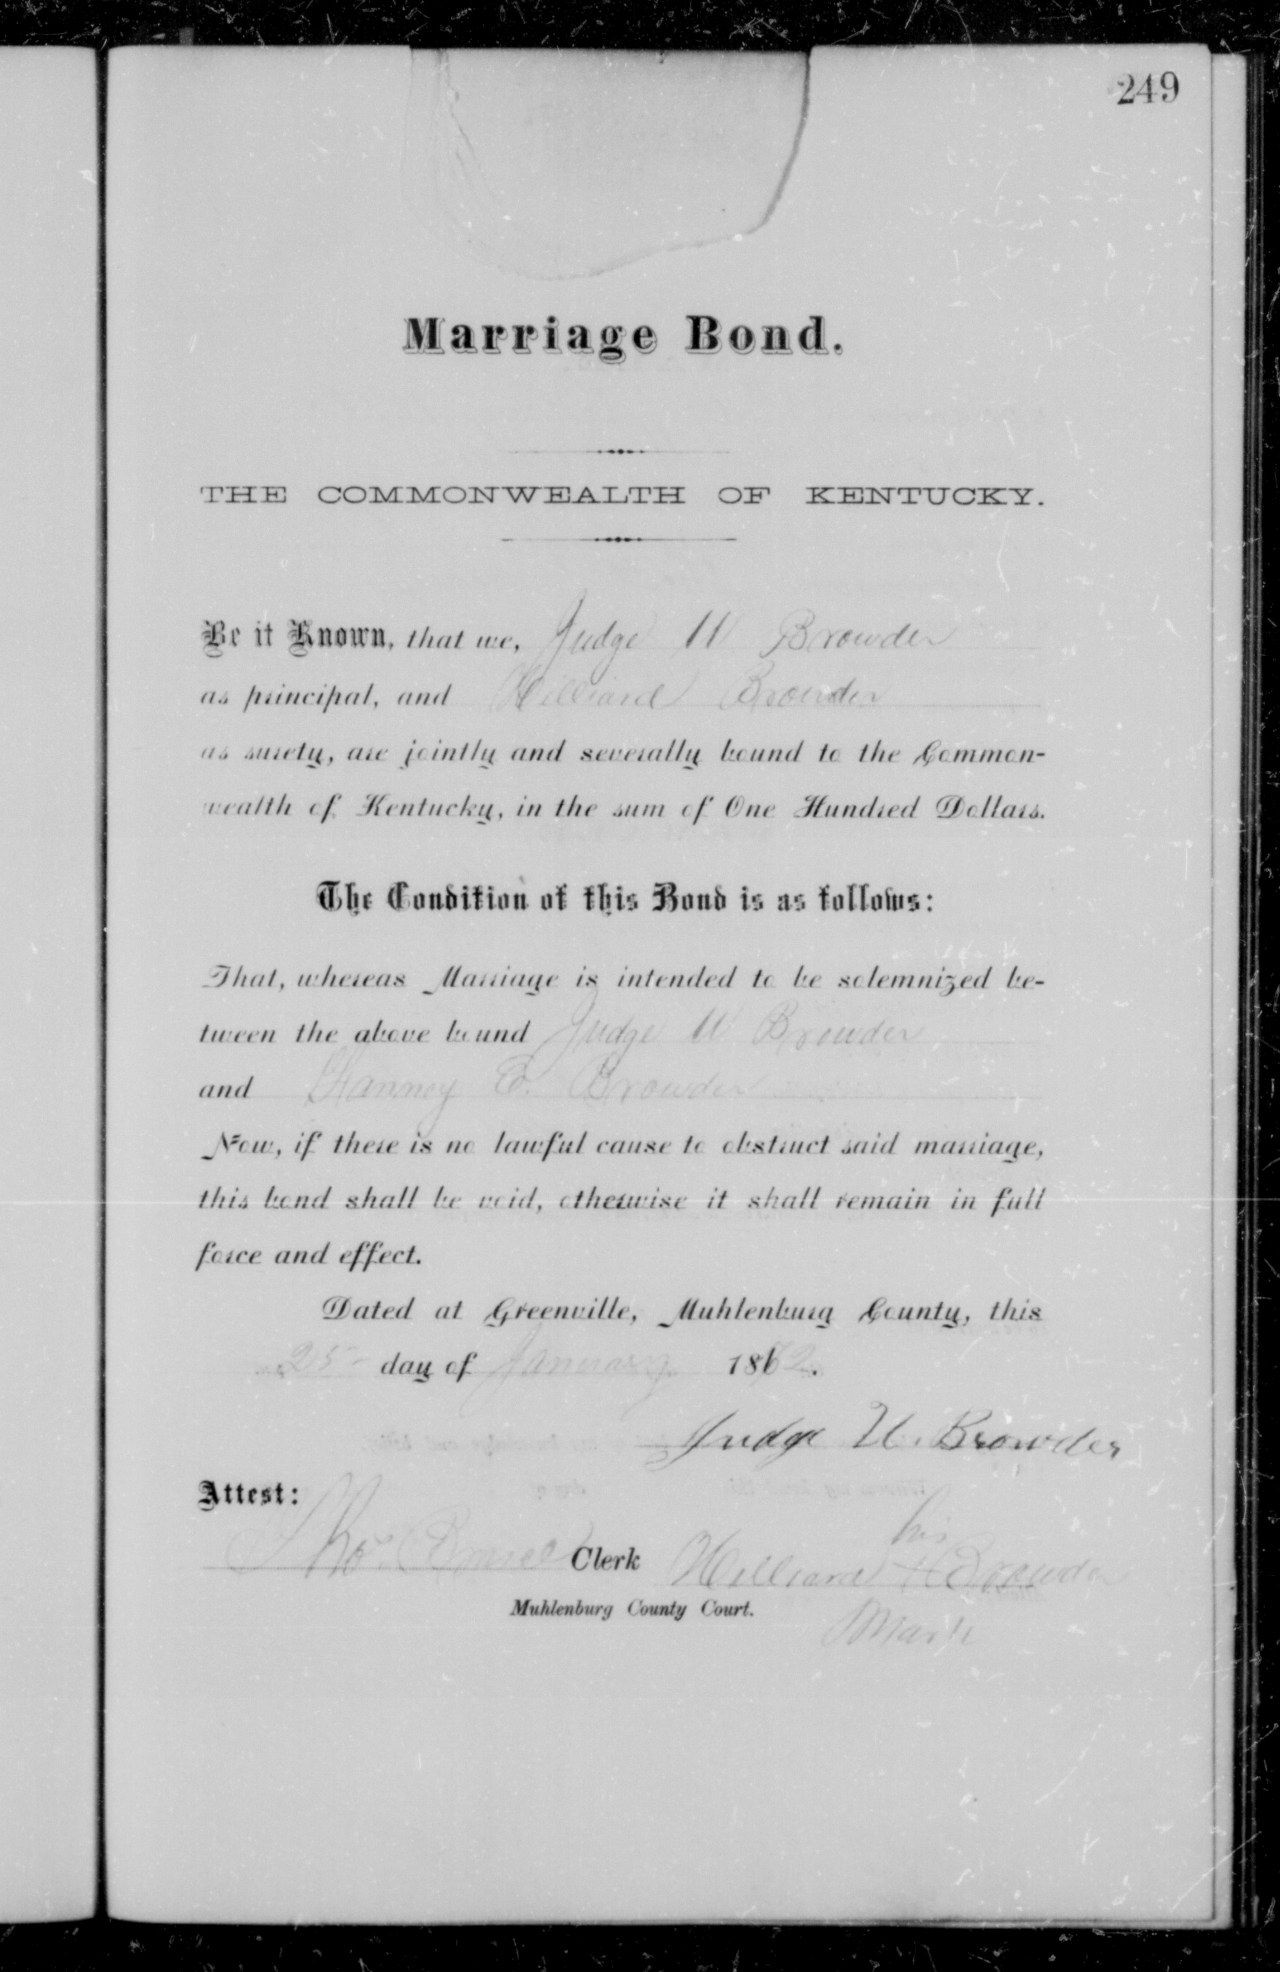 249
Marriage Bond.
THE COMMONWEALTH OF KENTUCKY.
Be it Known, that we, Judge W Browder
as principal, and Hilliard Browder
as surety, are jointly and severally bound to the Common-
wealth of Kentucky, in the sum of One Hundred Dollars.
The Condition of this Bond is as follows:
That, whereas Marriage is intended to be solemnized be-
tween the above bound Judge W Browder
and Fanney E. Browder
Now, if there is no lawful cause to obstruct said marriage,
this bond shall be void, otherwise it shall remain in full
force and effect.
Dated at Greenville, Muhlenburg County, this
25 day of January 18 2.
Judge W. Browder
Attest:
his
Tho. Clerk Hilliard Browder
Muhlenburg County Court.
Mark